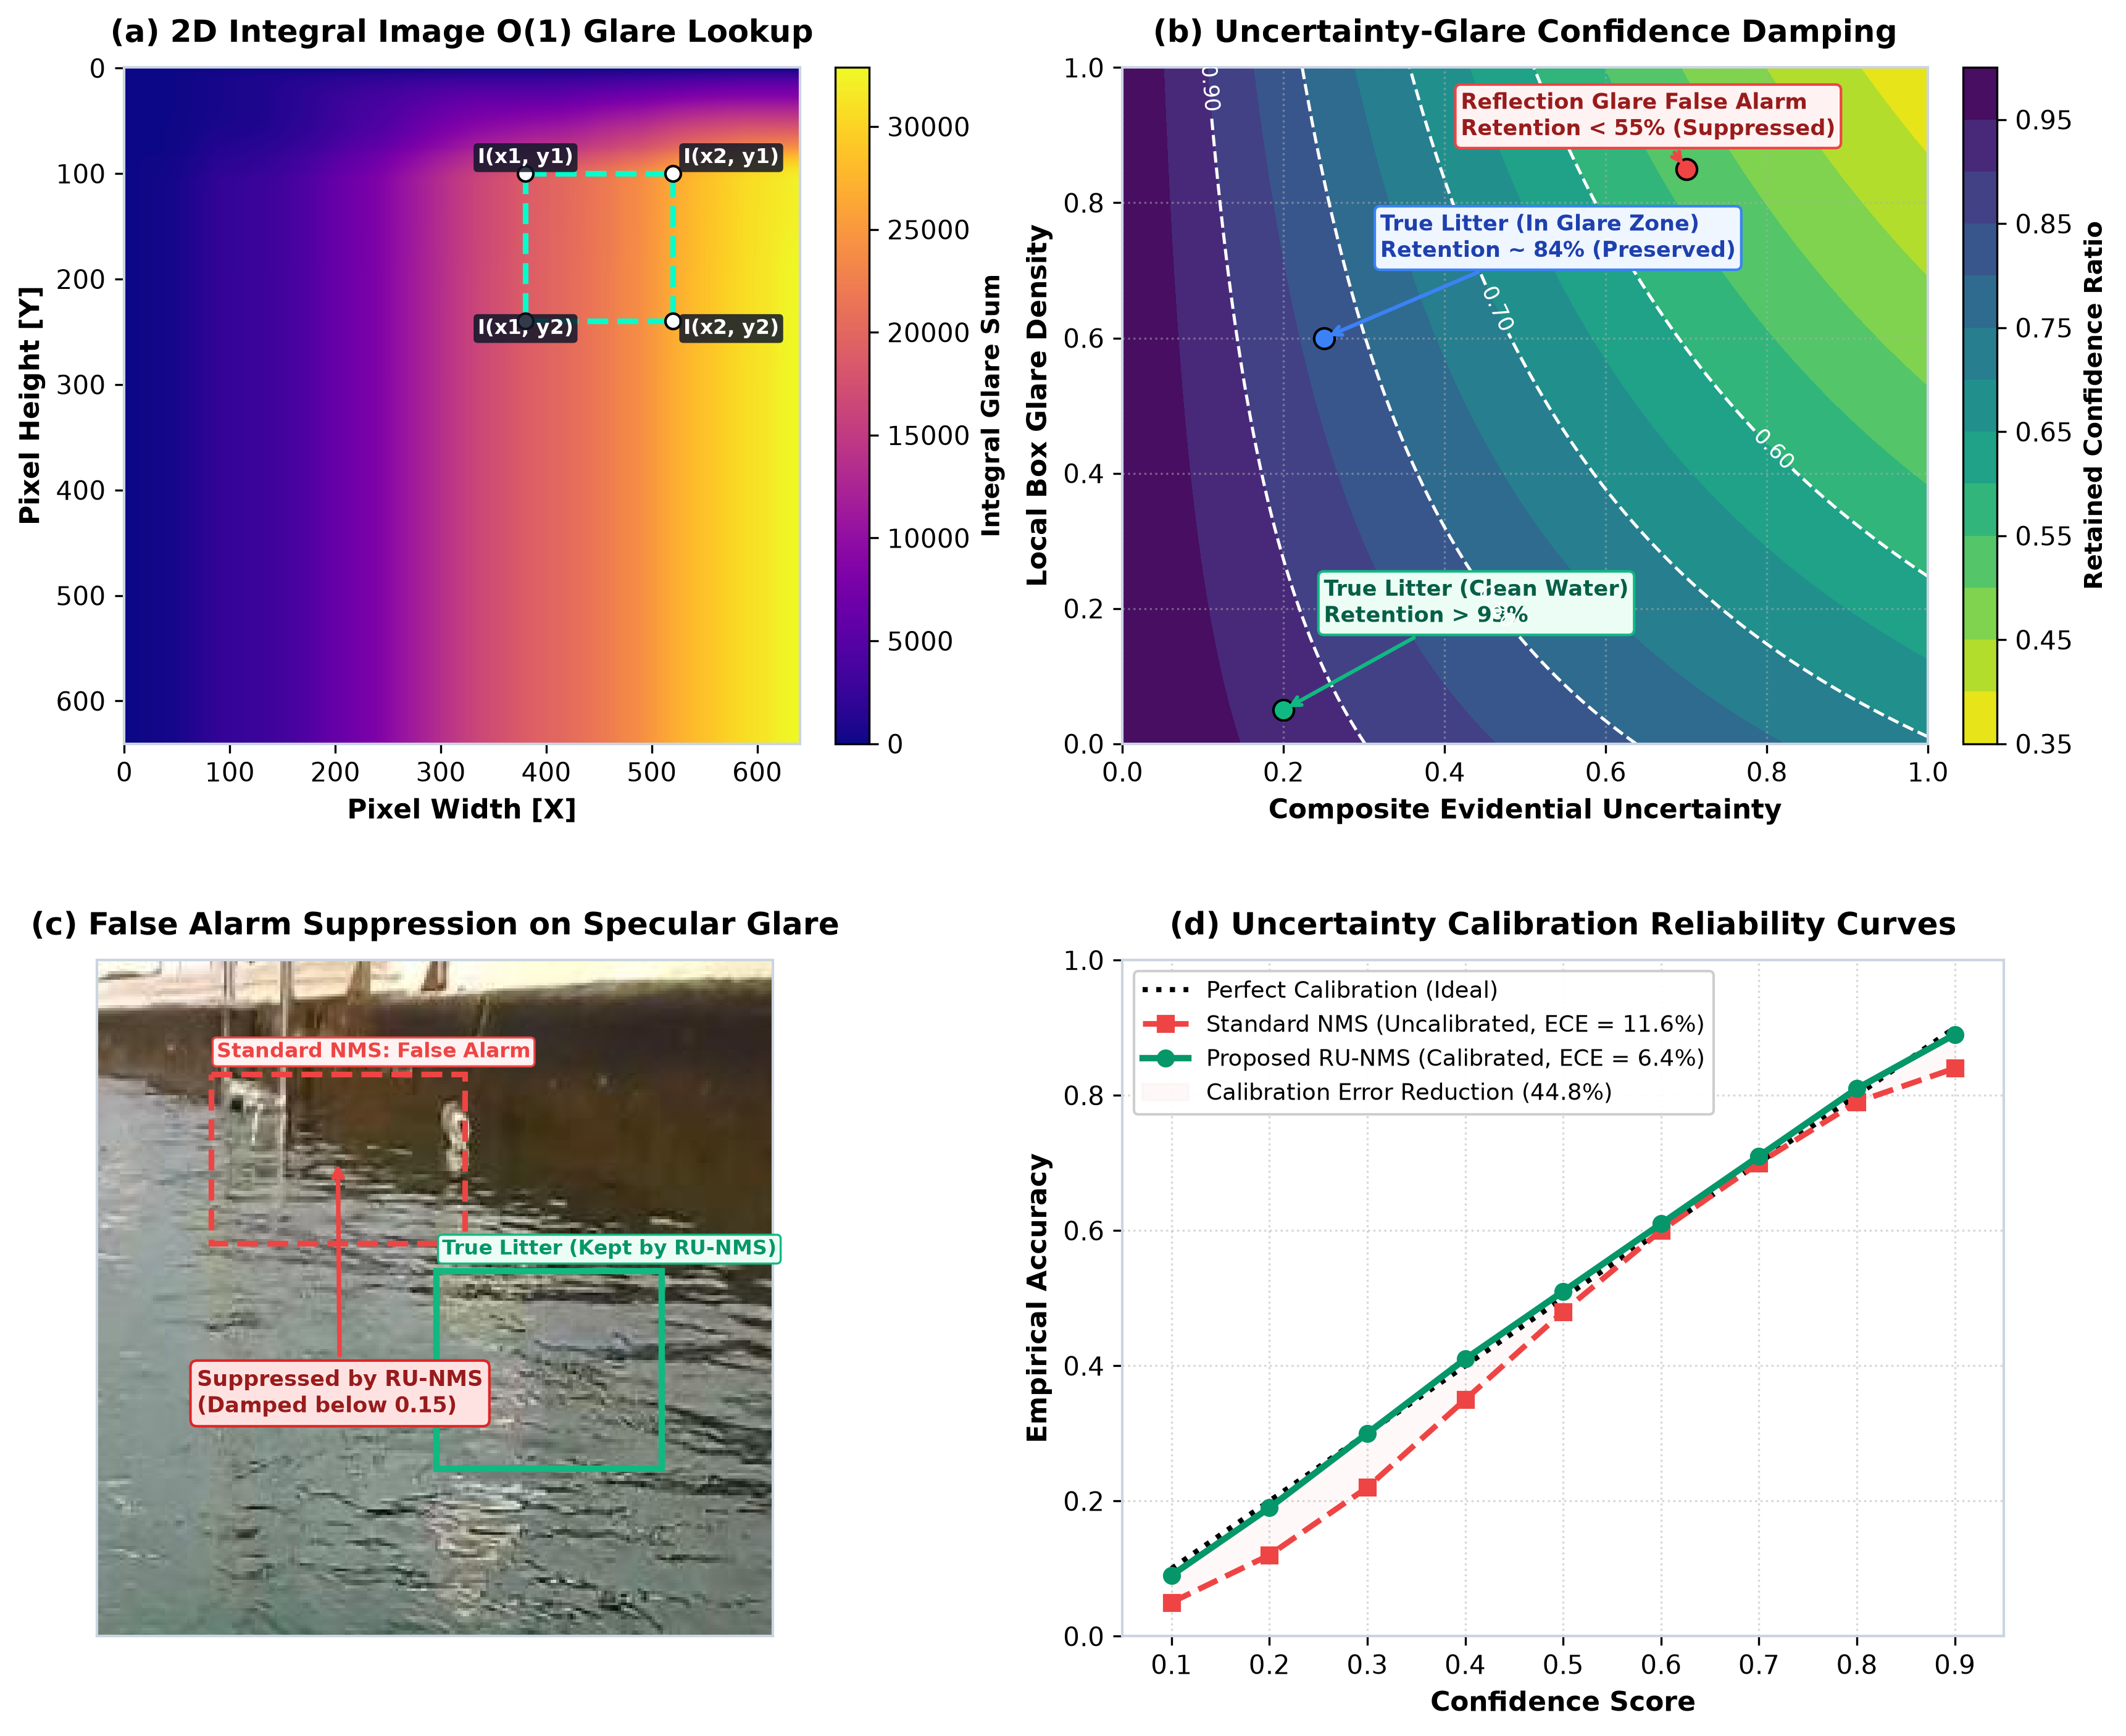 (a) 2D Integral Image O(1) Glare Lookup
0
100
200
300
400
500
600
Pixel Height [Y]
I(x1, y1)
I(x2, y1)
I(x1, y2)
I(x2, y2)
0
100
200
300
400
500
600
Pixel Width [X]
30000
25000
20000
15000
10000
5000
0
Integral Glare Sum
(b) Uncertainty-Glare Confidence Damping
1.0
0.8
0.6
0.4
0.2
0.0
Local Box Glare Density
0.90
Reflection Glare False Alarm
Retention < 55% (Suppressed)
True Litter (In Glare Zone)
Retention ~ 84% (Preserved)
0.70
0.60
True Litter (Clean Water)
Retention > 93%
0.0
0.2
0.4
0.6
0.8
1.0
Composite Evidential Uncertainty
0.95
0.85
0.75
0.65
0.55
0.45
0.35
Retained Confidence Ratio
(c) False Alarm Suppression on Specular Glare
Standard NMS: False Alarm
True Litter (Kept by RU-NMS)
Suppressed by RU-NMS
(Damped below 0.15)
(d) Uncertainty Calibration Reliability Curves
1.0
0.8
0.6
0.4
0.2
0.0
Empirical Accuracy
Perfect Calibration (Ideal)
Standard NMS (Uncalibrated, ECE = 11.6%)
Proposed RU-NMS (Calibrated, ECE = 6.4%)
Calibration Error Reduction (44.8%)
0.1
0.2
0.3
0.4
0.5
0.6
0.7
0.8
0.9
Confidence Score